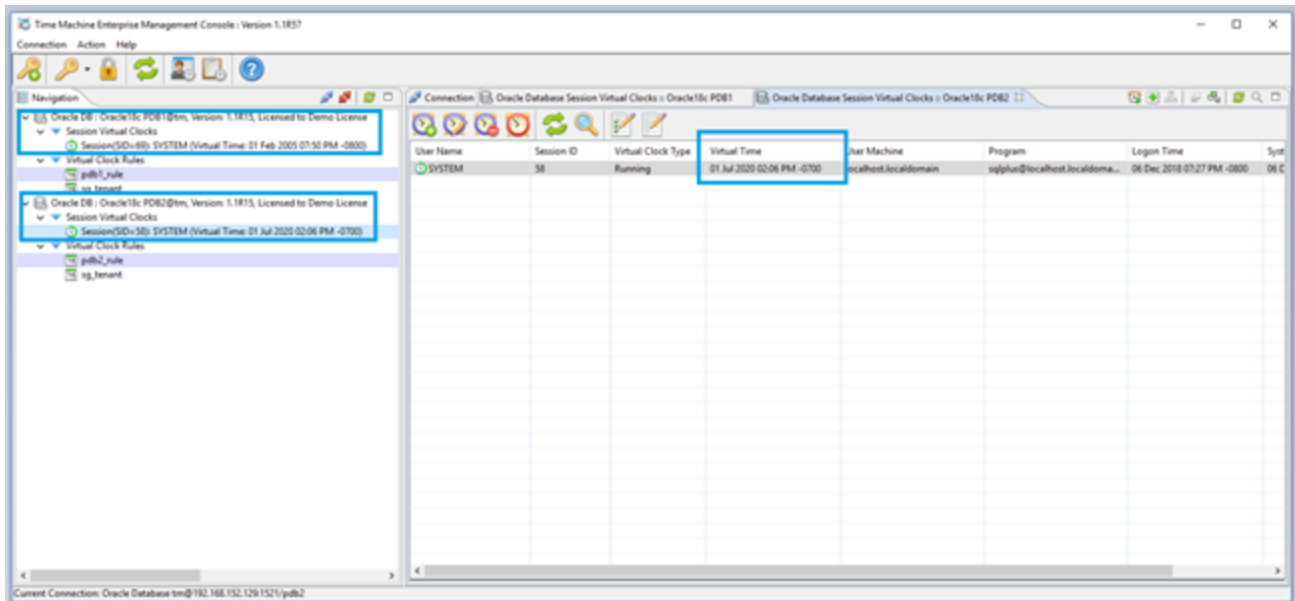 Time Machine Enterprise Management Console : Version 1.1R57
Connection Action Help
Navigation
Oracle DB : Oracle18c PDB1@tm, Version: 1.1R15, Licensed to Demo License
Session Virtual Clocks
Session(SID=69): SYSTEM (Virtual Time: 01 Feb 2005 07:50 PM -0800)
Virtual Clock Rules
pdb1_rule
sg_tenant
Oracle DB : Oracle18c PDB2@tm, Version: 1.1R15, Licensed to Demo License
Session Virtual Clocks
Session(SID=58): SYSTEM (Virtual Time: 01 Jul 2020 02:06 PM -0700)
Virtual Clock Rules
pdb2_rule
sg_tenant
Connection Oracle Database Session Virtual Clocks :: Oracle18c PDB1 Oracle Database Session Virtual Clocks :: Oracle18c PDB2
User Name Session ID Virtual Clock Type Virtual Time User Machine Program Logon Time Syst
SYSTEM 58 Running 01 Jul 2020 02:06 PM -0700 localhost.localdomain sqlplus@localhost.localdoma... 06 Dec 2018 07:27 PM -0800 06 D
Current Connection: Oracle Database tm@192.168.152.129:1521/pdb2